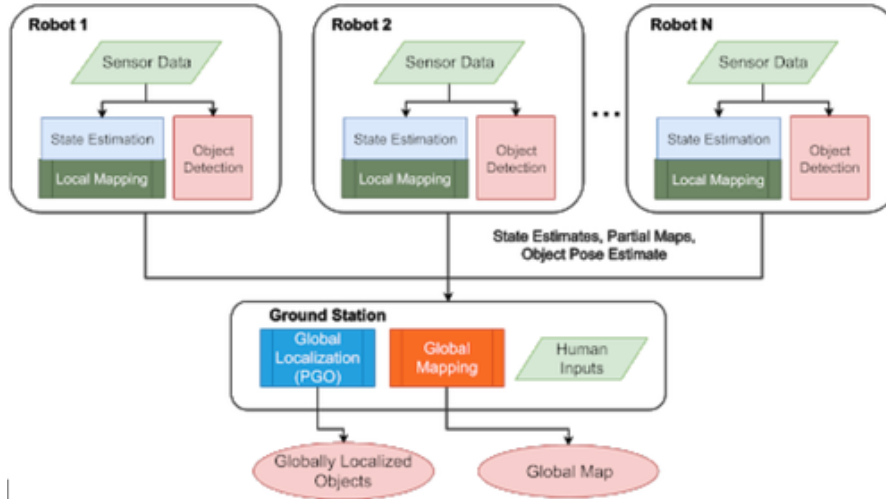 Robot 1
Sensor Data
State Estimation
Local Mapping
Object
Detection
Robot 2
Sensor Data
State Estimation
Local Mapping
Object
Detection
...
Robot N
Sensor Data
State Estimation
Local Mapping
Object
Detection
State Estimates, Partial Maps,
Object Pose Estimate
Ground Station
Global
Localization
(PGO)
Global
Mapping
Human
Inputs
Globally Localized
Objects
Global Map